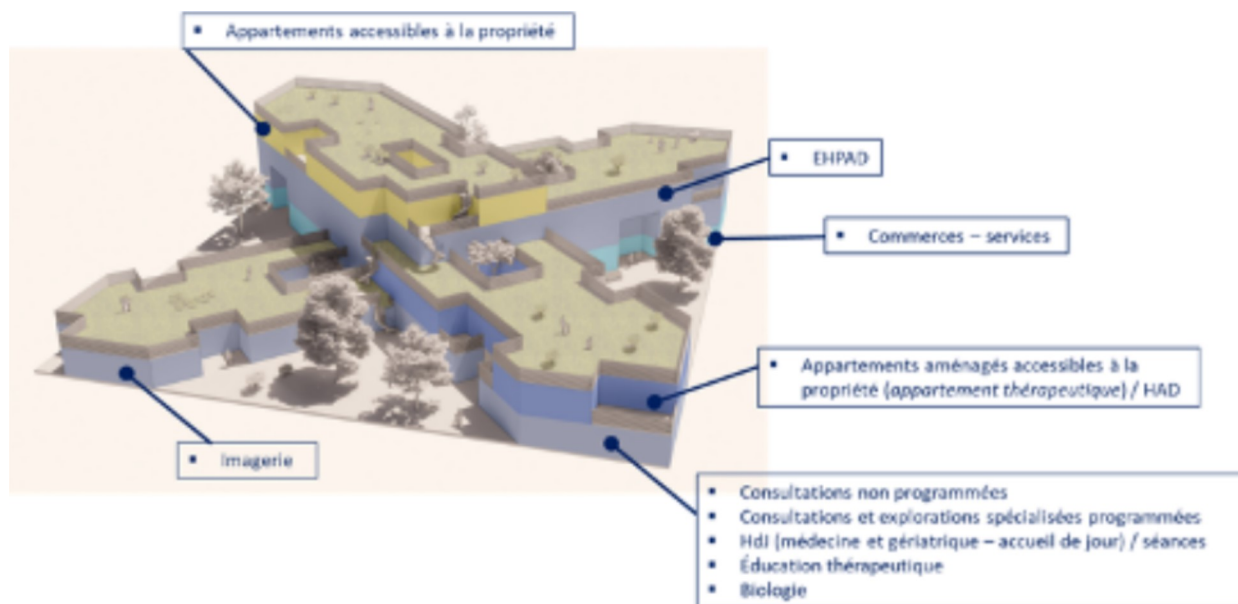 ▪ Appartements accessibles à la propriété
▪ EHPAD
▪ Commerces – services
▪ Appartements aménagés accessibles à la
propriété (appartement thérapeutique) / HAD
▪ Imagerie
▪ Consultations non programmées
▪ Consultations et explorations spécialisées programmées
▪ HdJ (médecine et gériatrique – accueil de jour) / séances
▪ Éducation thérapeutique
▪ Biologie